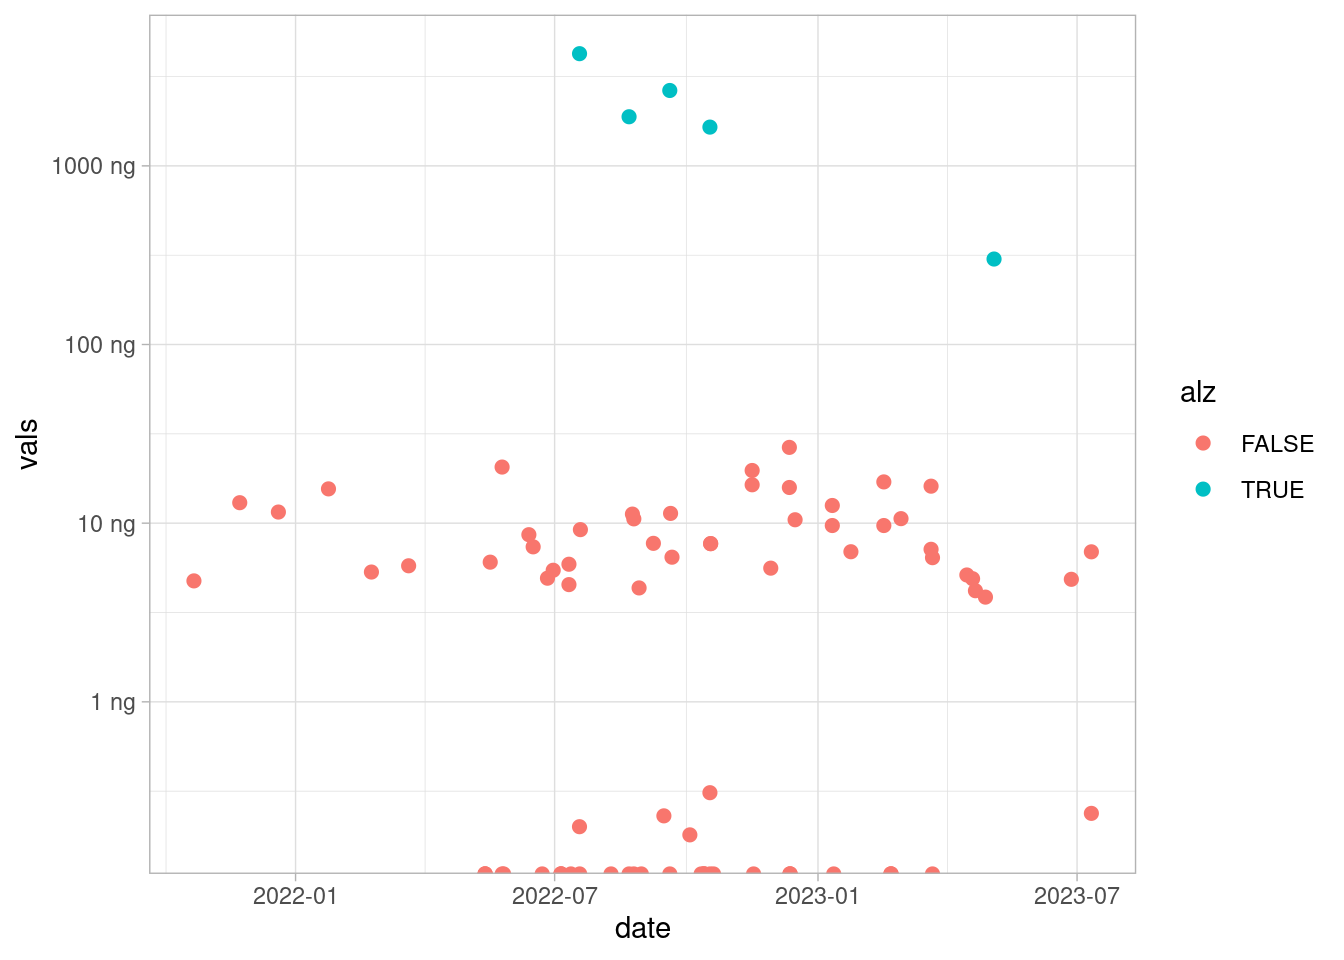 1000 ng
100 ng
10 ng
1 ng
vals
2022-01
2022-07
2023-01
2023-07
date
alz
FALSE
TRUE